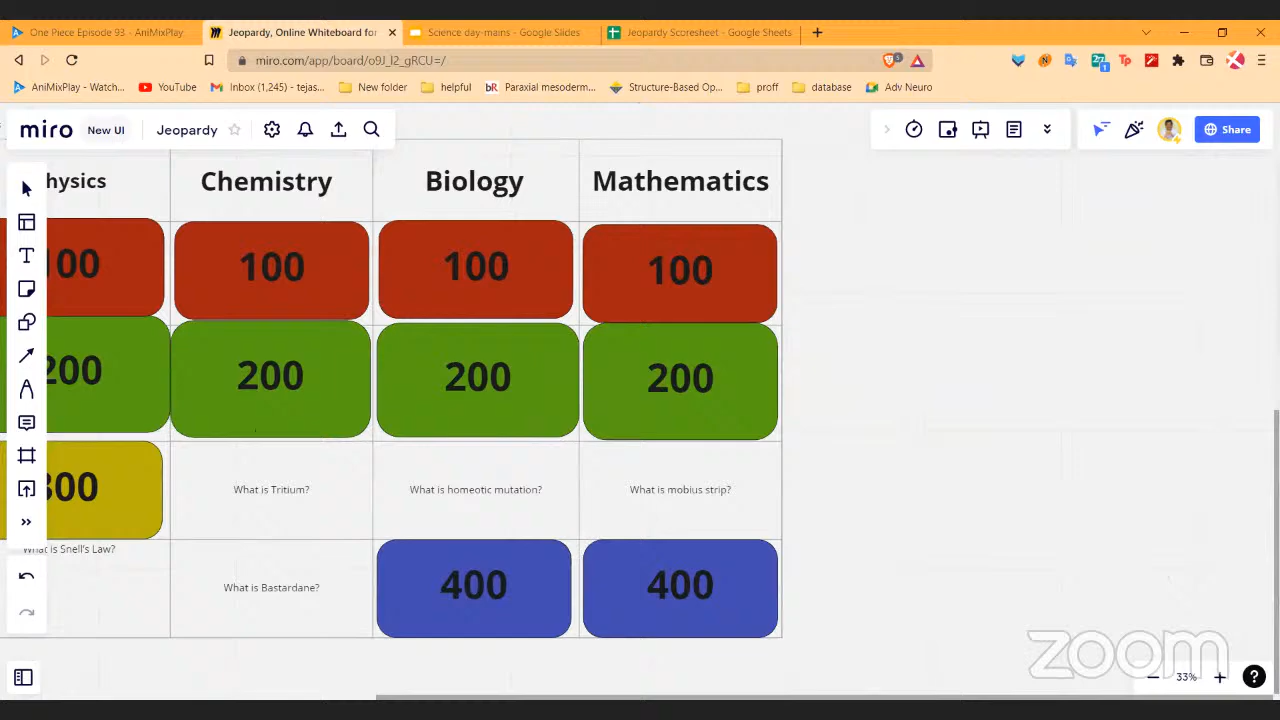 One Piece Episode 93 - AniMixPlay
Jeopardy, Online Whiteboard for
Science day-mains - Google Slides
Jeopardy Scoresheet - Google Sheets
miro.com/app/board/o9J_l2_gRCU=/
AniMixPlay - Watch...
YouTube
Inbox (1,245) - tejas...
New folder
helpful
Paraxial mesoderm...
Structure-Based Op...
proff
database
Adv Neuro
miro
New UI
Jeopardy
Share
hysics
Chemistry
Biology
Mathematics
100
100
100
100
200
200
200
200
300
What is Tritium?
What is homeotic mutation?
What is mobius strip?
What is Snell's Law?
What is Bastardane?
400
400
zoom
33%